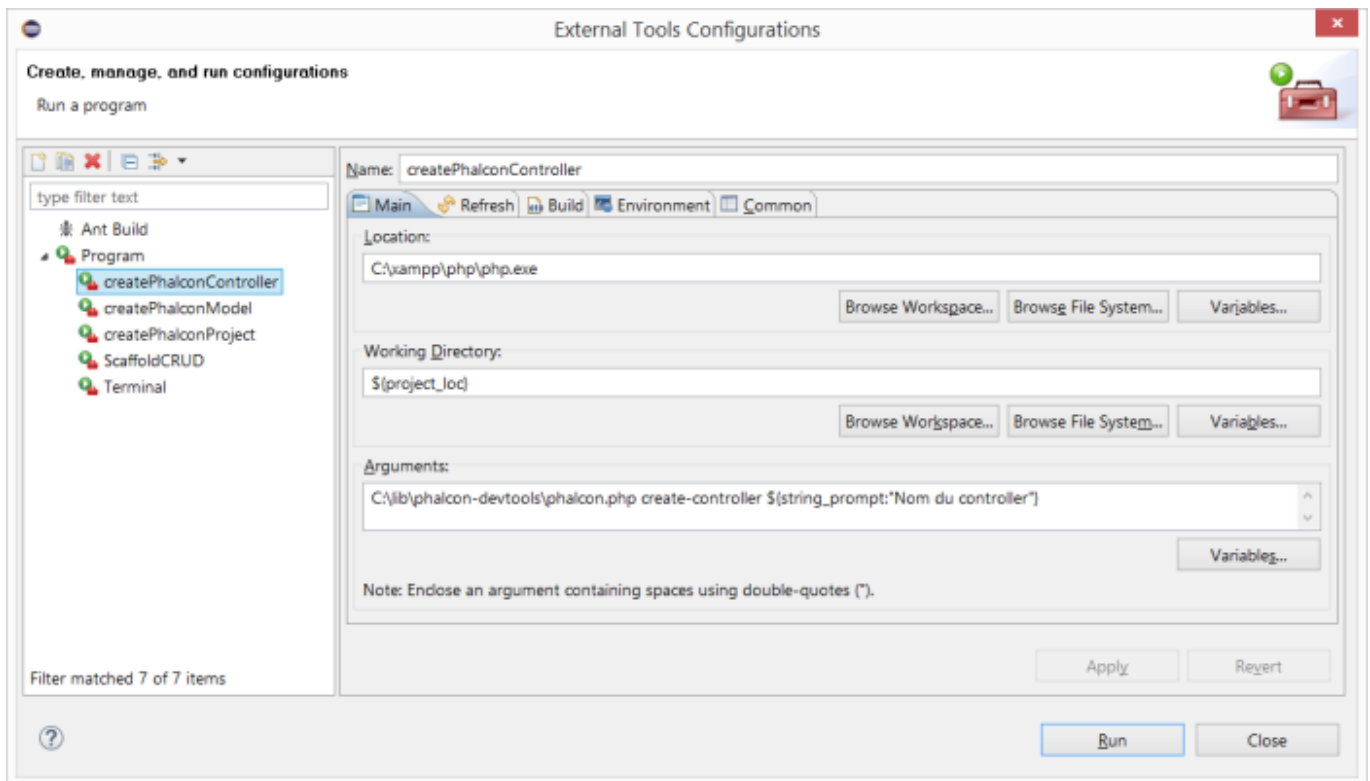 External Tools Configurations
Create, manage, and run configurations
Run a program
type filter text
Ant Build
Program
createPhalconController
createPhalconModel
createPhalconProject
ScaffoldCRUD
Terminal
Filter matched 7 of 7 items
Name: createPhalconController
Main Refresh Build Environment Common
Location:
C:\xampp\php\php.exe
Browse Workspace... Browse File System... Variables...
Working Directory:
${project_loc}
Browse Workspace... Browse File System... Variables...
Arguments:
C:\lib\phalcon-devtools\phalcon.php create-controller ${string_prompt:"Nom du controller"}
Variables...
Note: Enclose an argument containing spaces using double-quotes (").
Apply Revert
Run Close